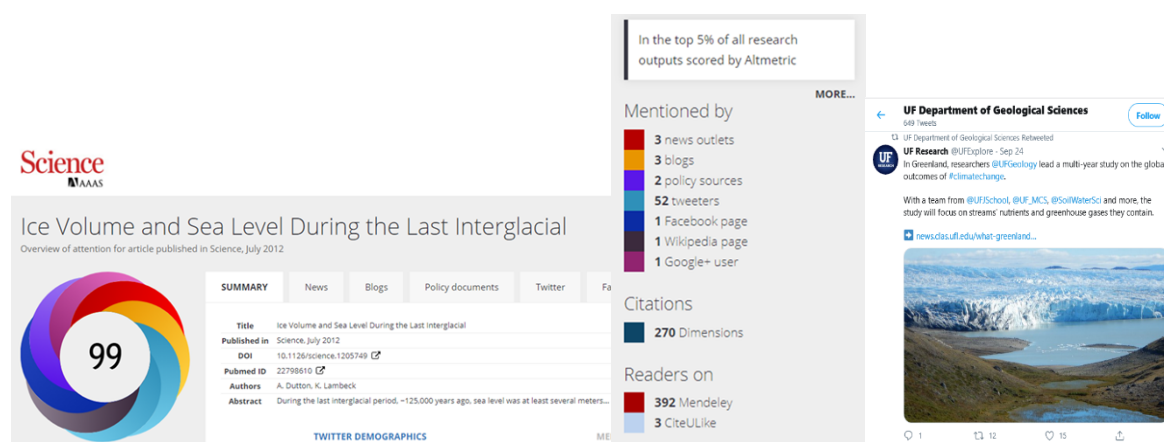 Science
AAAS
Ice Volume and Sea Level During the Last Interglacial
Overview of attention for article published in Science, July 2012
99
SUMMARY News Blogs Policy documents Twitter
Title Ice Volume and Sea Level During the Last Interglacial
Published in Science, July 2012
DOI 10.1126/science.1205749
Pubmed ID 22798610
Authors A. Dutton, K. Lambeck
Abstract During the last interglacial period, ~125,000 years ago, sea level was at least several meters...
TWITTER DEMOGRAPHICS
In the top 5% of all research
outputs scored by Altmetric
MORE...
Mentioned by
3 news outlets
3 blogs
2 policy sources
52 tweeters
1 Facebook page
1 Wikipedia page
1 Google+ user
Citations
270 Dimensions
Readers on
392 Mendeley
3 CiteULike
UF Department of Geological Sciences
649 Tweets
Follow
UF Department of Geological Sciences Retweeted
UF Research @UFExplore - Sep 24
UF
RESEARCH
In Greenland, researchers @UFGeology lead a multi-year study on the globa
outcomes of #climatechange.
With a team from @UFJSchool, @UF_MCS, @SoilWaterSci and more, the
study will focus on streams' nutrients and greenhouse gases they contain.
news.clas.ufl.edu/what-greenland...
1 12 15